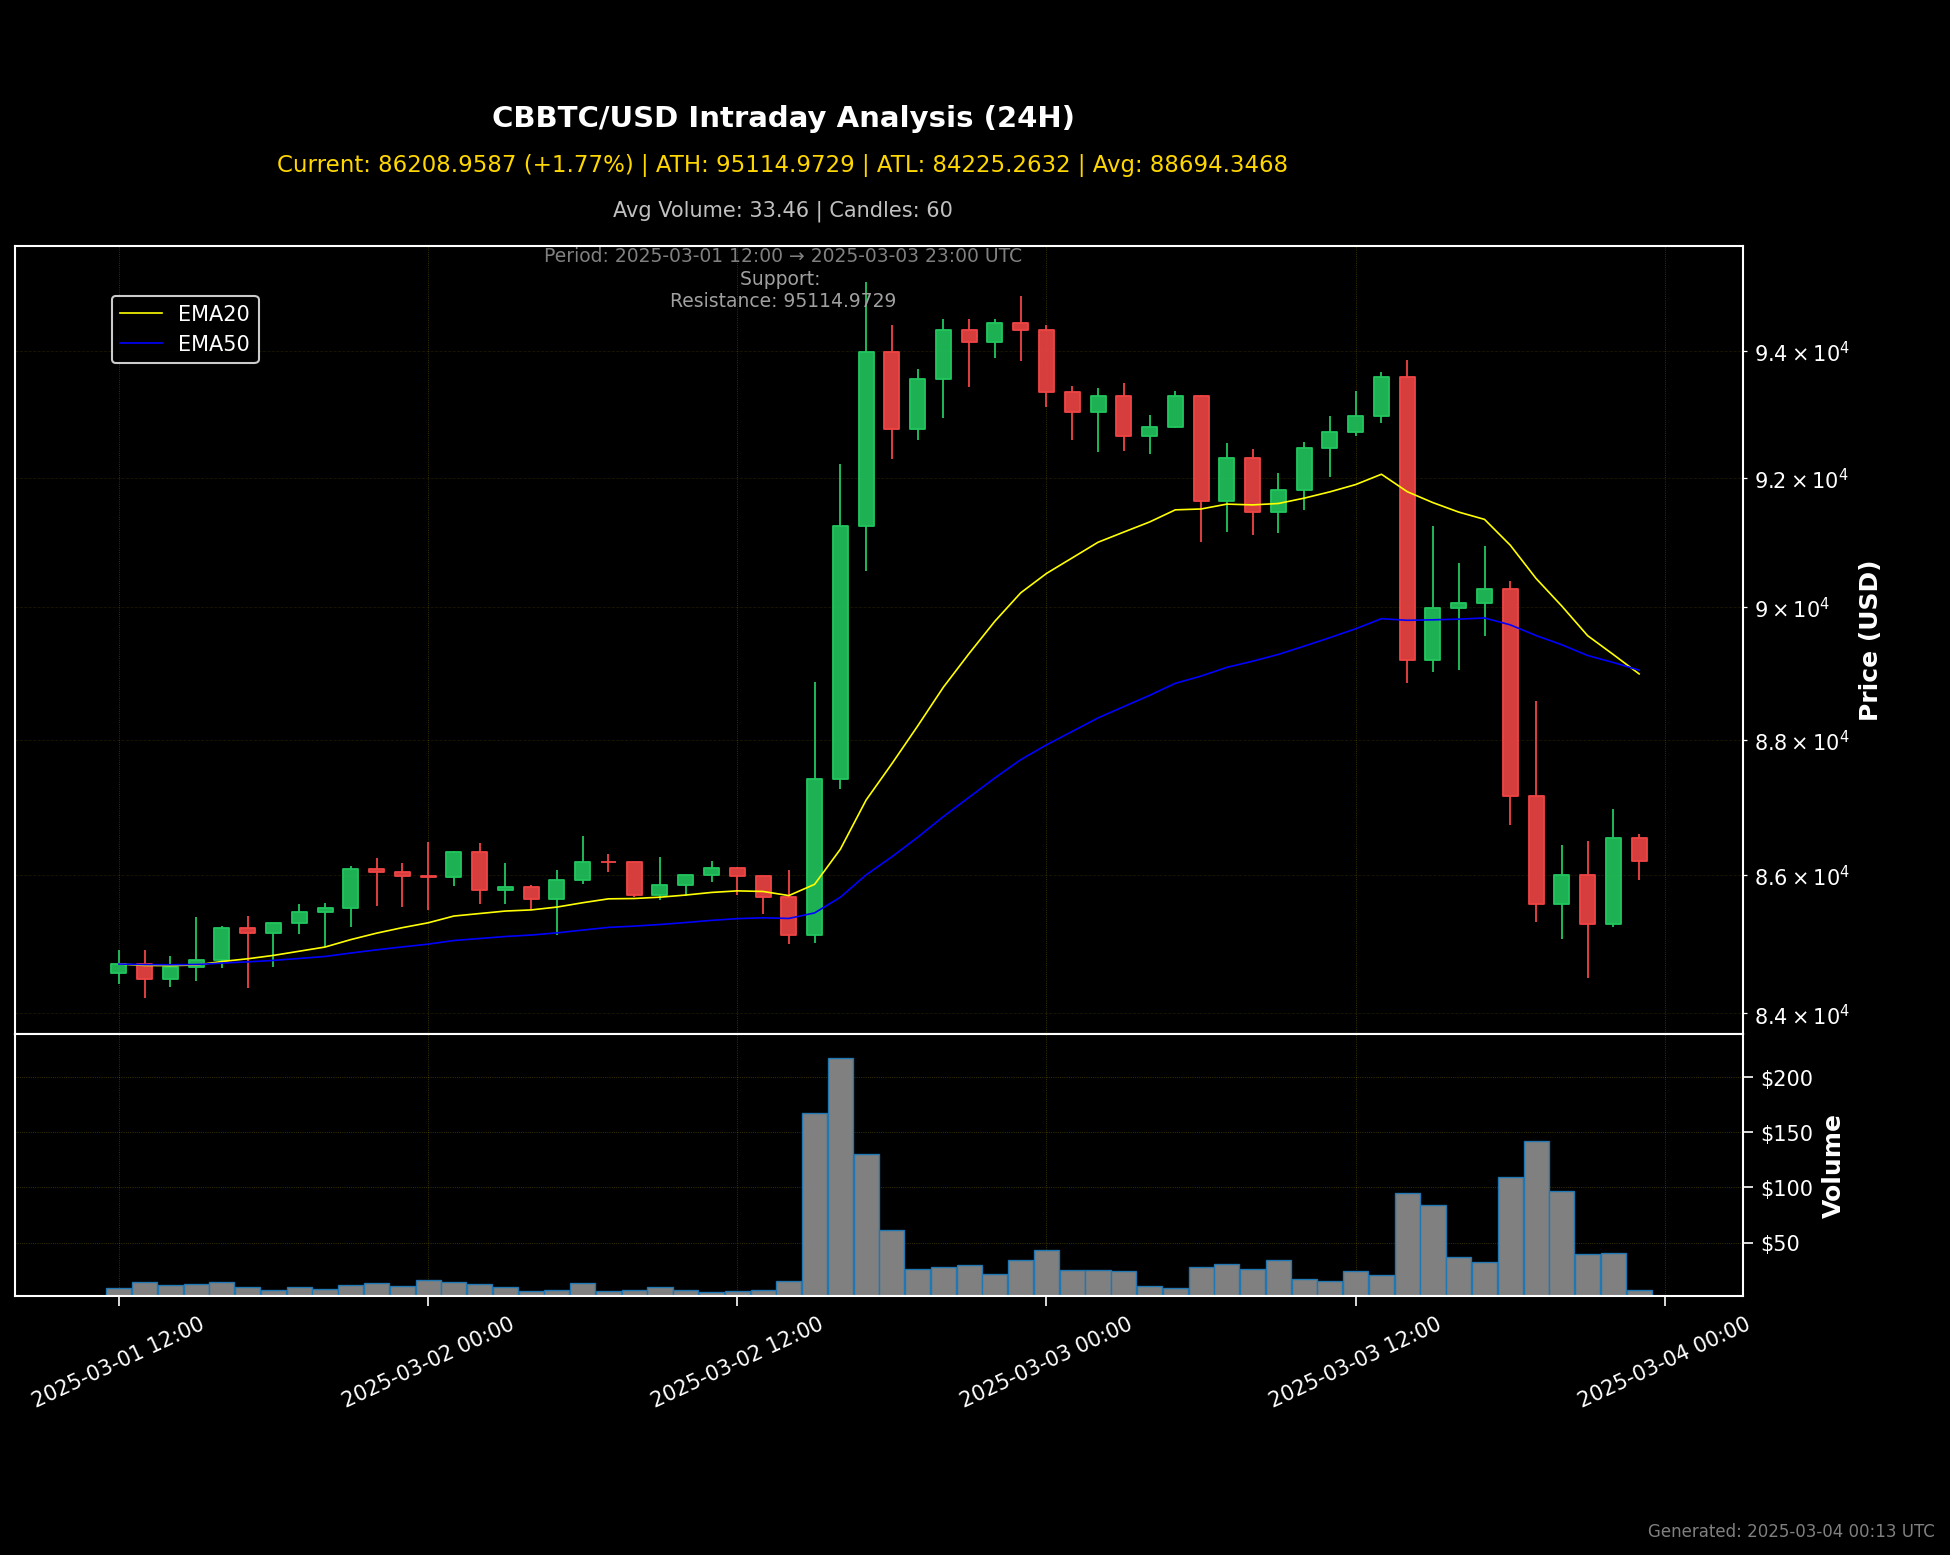 CBBTC/USD Intraday Analysis (24H)
Current: 86208.9587 (+1.77%) | ATH: 95114.9729 | ATL: 84225.2632 | Avg: 88694.3468
Avg Volume: 33.46 | Candles: 60
Period: 2025-03-01 12:00 → 2025-03-03 23:00 UTC
Support:
Resistance: 95114.9729
EMA20
EMA50
9.4 × 10⁴
9.2 × 10⁴
9 × 10⁴
8.8 × 10⁴
8.6 × 10⁴
8.4 × 10⁴
Price (USD)
$200
$150
$100
$50
Volume
2025-03-01 12:00
2025-03-02 00:00
2025-03-02 12:00
2025-03-03 00:00
2025-03-03 12:00
2025-03-04 00:00
Generated: 2025-03-04 00:13 UTC